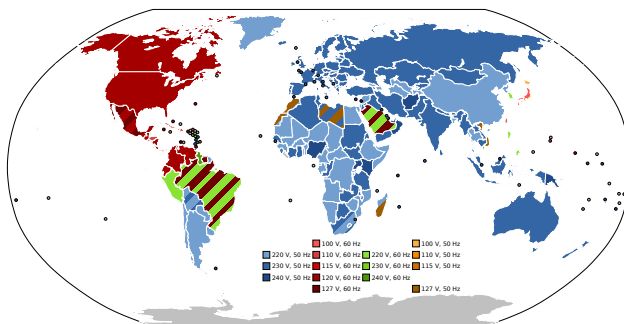 100 V, 60 Hz 100 V, 50 Hz
220 V, 50 Hz 110 V, 60 Hz 220 V, 60 Hz 110 V, 50 Hz
230 V, 50 Hz 115 V, 60 Hz 230 V, 60 Hz 115 V, 50 Hz
240 V, 50 Hz 120 V, 60 Hz 240 V, 60 Hz
127 V, 60 Hz 127 V, 50 Hz